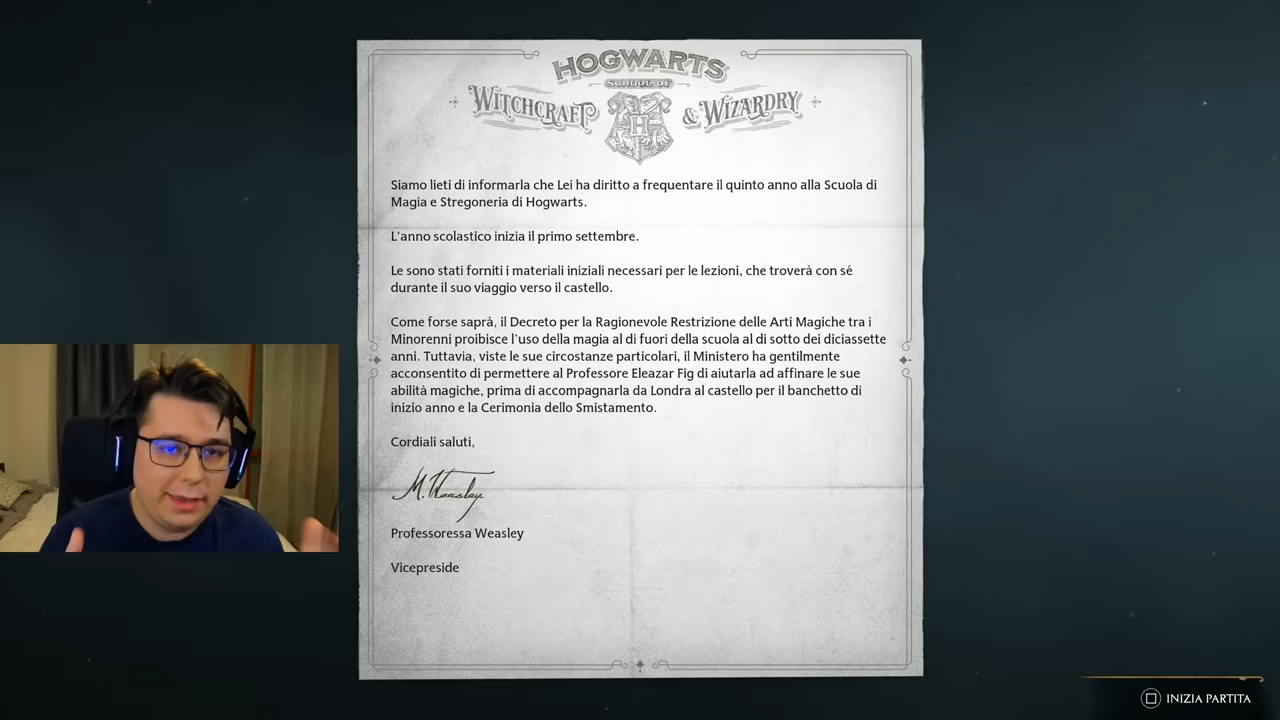 HOGWARTS
SCHOOL OF
WITCHCRAFT & WIZARDRY
H
Siamo lieti di informarla che Lei ha diritto a frequentare il quinto anno alla Scuola di
Magia e Stregoneria di Hogwarts.
L'anno scolastico inizia il primo settembre.
Le sono stati forniti i materiali iniziali necessari per le lezioni, che troverà con sé
durante il suo viaggio verso il castello.
Come forse saprà, il Decreto per la Ragionevole Restrizione delle Arti Magiche tra i
Minorenni proibisce l'uso della magia al di fuori della scuola al di sotto dei diciassette
anni. Tuttavia, viste le sue circostanze particolari, il Ministero ha gentilmente
acconsentito di permettere al Professore Eleazar Fig di aiutarla ad affinare le sue
abilità magiche, prima di accompagnarla da Londra al castello per il banchetto di
inizio anno e la Cerimonia dello Smistamento.
Cordiali saluti,
M. Weasley
Professoressa Weasley
Vicepreside
INIZIA PARTITA